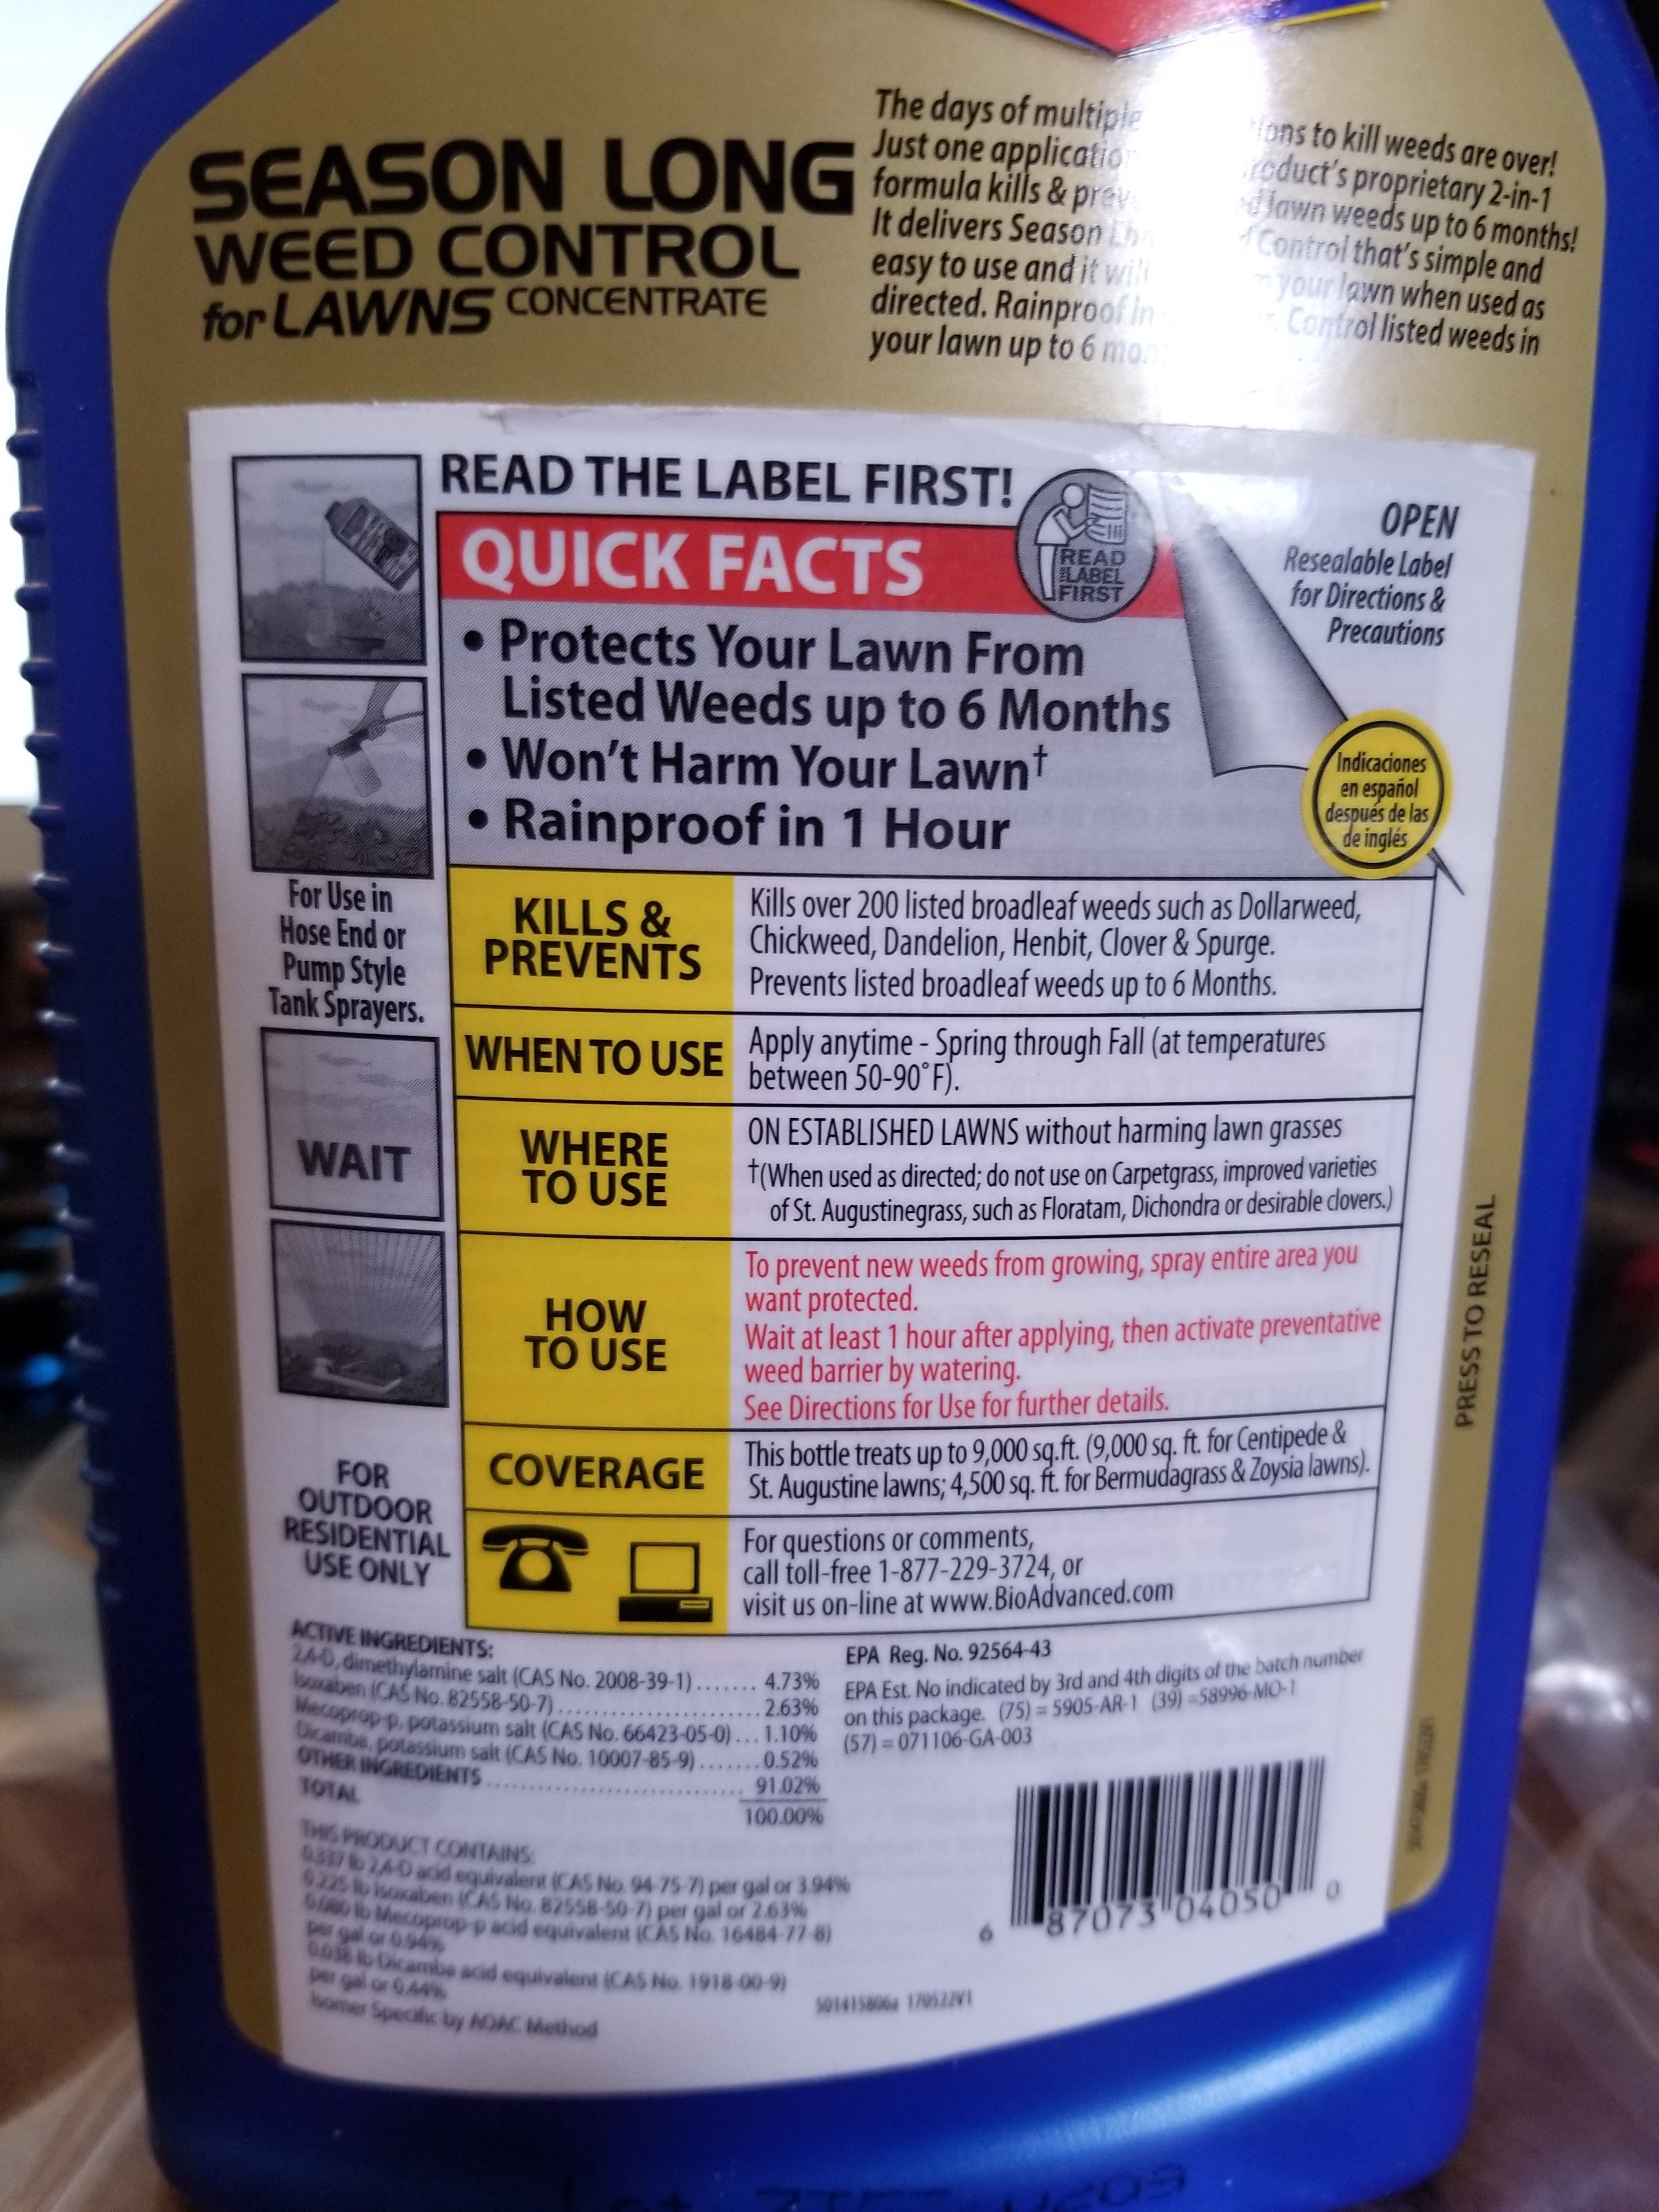 SEASON LONG
WEED CONTROL
for LAWNS CONCENTRATE
The days of multiple to kill weeds are over!
Just one proprietary 2-in-1
formula kills & lawn weeds up to 6 months!
It delivers Season Control that's simple and
easy to use and it will your lawn when used as
directed. Rainproof in Control listed weeds in
your lawn up to 6
READ THE LABEL FIRST!
QUICK FACTS
READ
THE LABEL
FIRST
OPEN
Resealable Label
for Directions &
Precautions
• Protects Your Lawn From
Listed Weeds up to 6 Months
• Won't Harm Your Lawn†
• Rainproof in 1 Hour
Indicaciones
en español
después de las
de inglés
For Use in
Hose End or
Pump Style
Tank Sprayers.
WAIT
FOR
OUTDOOR
RESIDENTIAL
USE ONLY
KILLS &
PREVENTS
Kills over 200 listed broadleaf weeds such as Dollarweed,
Chickweed, Dandelion, Henbit, Clover & Spurge.
Prevents listed broadleaf weeds up to 6 Months.
WHEN TO USE
Apply anytime - Spring through Fall (at temperatures
between 50-90°F).
WHERE
TO USE
ON ESTABLISHED LAWNS without harming lawn grasses
†(When used as directed; do not use on Carpetgrass, improved varieties
of St. Augustinegrass, such as Floratam, Dichondra or desirable clovers.)
HOW
TO USE
To prevent new weeds from growing, spray entire area you
want protected.
Wait at least 1 hour after applying, then activate preventative
weed barrier by watering.
See Directions for Use for further details.
COVERAGE
This bottle treats up to 9,000 sq.ft. (9,000 sq. ft. for Centipede &
St. Augustine lawns; 4,500 sq. ft. for Bermudagrass & Zoysia lawns).
For questions or comments,
call toll-free 1-877-229-3724, or
visit us on-line at www.BioAdvanced.com
PRESS TO RESEAL
ACTIVE INGREDIENTS:
2,4-D, dimethylamine salt (CAS No. 2008-39-1)....... 4.73%
Isoxaben (CAS No. 82558-50-7)........................ 2.63%
Mecoprop-p, potassium salt (CAS No. 66423-05-0)... 1.10%
Dicamba, potassium salt (CAS No. 10007-85-9)....... 0.52%
OTHER INGREDIENTS.............................. 91.02%
TOTAL 100.00%
THIS PRODUCT CONTAINS:
0.337 lb 2,4-D acid equivalent (CAS No. 94-75-7) per gal or 3.94%
0.225 lb Isoxaben (CAS No. 82558-50-7) per gal or 2.63%
0.080 lb Mecoprop-p acid equivalent (CAS No. 16484-77-8)
per gal or 0.94%
0.038 lb Dicamba acid equivalent (CAS No. 1918-00-9)
per gal or 0.44%
Isomer Specific by AOAC Method
EPA Reg. No. 92564-43
EPA Est. No indicated by 3rd and 4th digits of the batch number
on this package. (75) = 5905-AR-1 (39) =58996-MO-1
(57) = 071106-GA-003
6 87073 04050 0
501415806a 170522V1